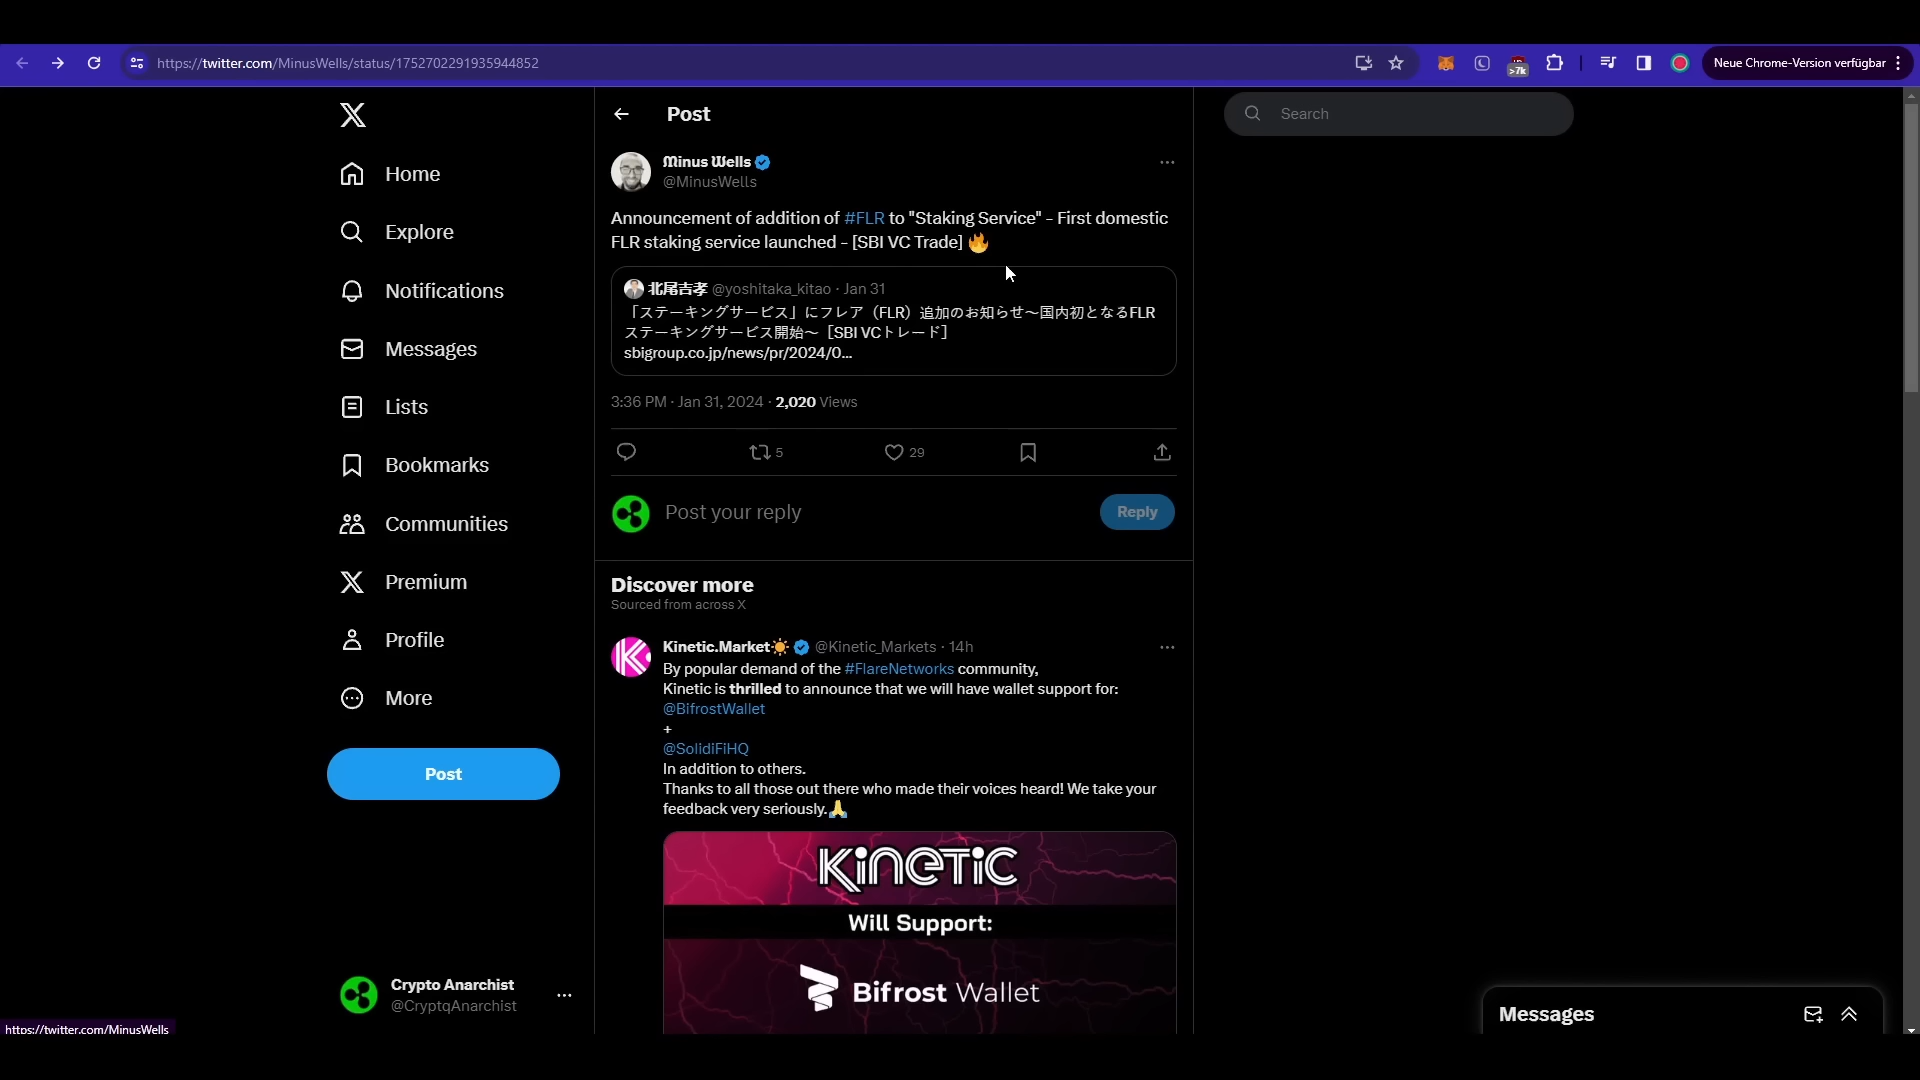 https://twitter.com/MinusWells/status/1752702291935944852
>7k
Neue Chrome-Version verfügbar
Home
Explore
Notifications
Messages
Lists
Bookmarks
Communities
Premium
Profile
More
Post
Crypto Anarchist
@CryptqAnarchist
https://twitter.com/MinusWells
Post
Minus Wells
@MinusWells
Announcement of addition of #FLR to "Staking Service" - First domestic
FLR staking service launched - [SBI VC Trade] 🔥
北尾吉孝 @yoshitaka_kitao · Jan 31
「ステーキングサービス」にフレア（FLR）追加のお知らせ～国内初となるFLR
ステーキングサービス開始～［SBI VCトレード］
sbigroup.co.jp/news/pr/2024/0...
3:36 PM · Jan 31, 2024 · 2,020 Views
5
29
Post your reply
Reply
Discover more
Sourced from across X
Kinetic.Market☀️ @Kinetic_Markets · 14h
By popular demand of the #FlareNetworks community,
Kinetic is thrilled to announce that we will have wallet support for:
@BifrostWallet
+
@SolidiFiHQ
In addition to others.
Thanks to all those out there who made their voices heard! We take your
feedback very seriously.🙏
KINETIC
Will Support:
Bifrost Wallet
Search
Messages